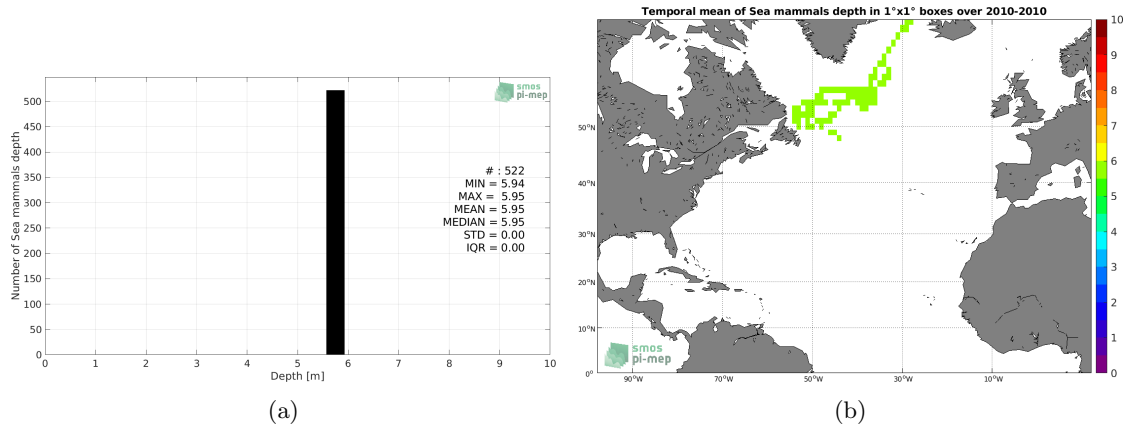 smos
pi-mep
500
450
400
350
300
250
200
150
100
50
0
Number of Sea mammals depth
# : 522
MIN = 5.94
MAX = 5.95
MEAN = 5.95
MEDIAN = 5.95
STD = 0.00
IQR = 0.00
0 1 2 3 4 5 6 7 8 9 10
Depth [m]
(a)
Temporal mean of Sea mammals depth in 1°x1° boxes over 2010-2010
50°N
40°N
30°N
20°N
10°N
0°
90°W 70°W 50°W 30°W 10°W
smos
pi-mep
10
9
8
7
6
5
4
3
2
1
0
(b)